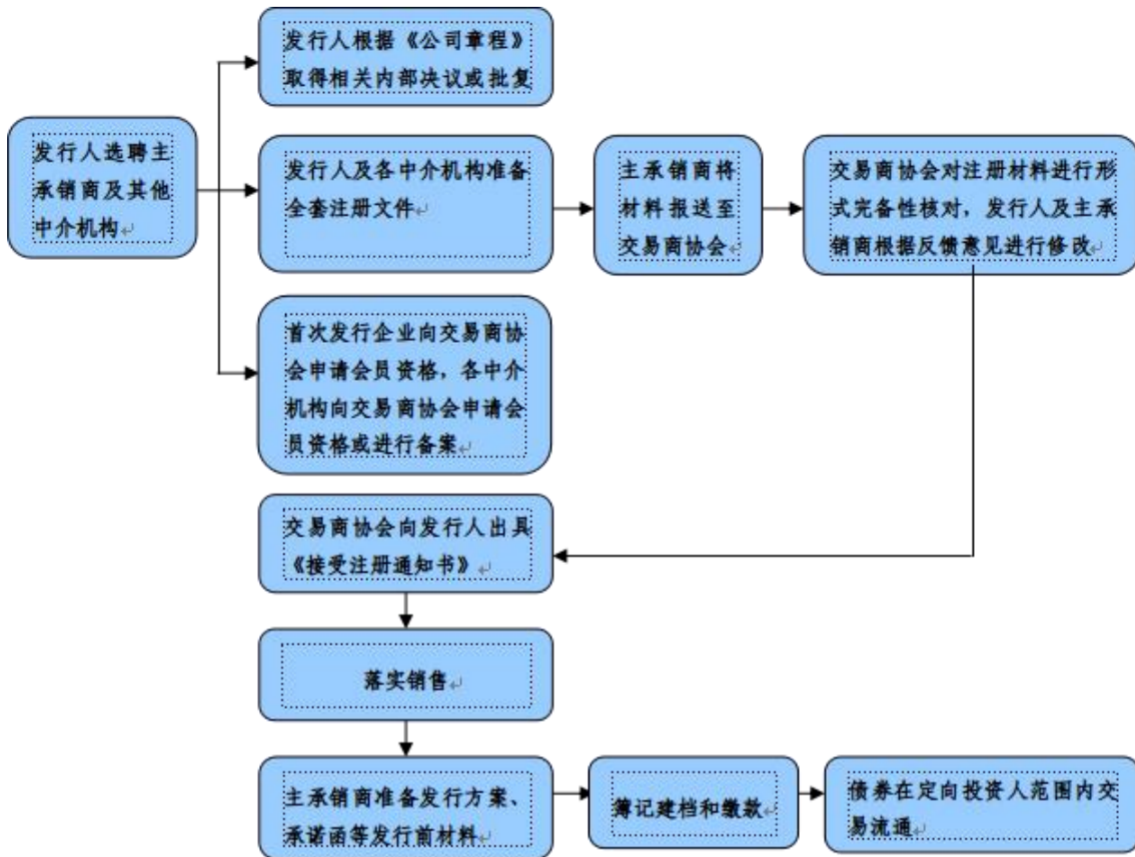 发行人根据《公司章程》
取得相关内部决议或批复
发行人选聘主
承销商及其他
中介机构
发行人及各中介机构准备
全套注册文件
主承销商将
材料报送至
交易商协会
交易商协会对注册材料进行形
式完备性核对，发行人及主承
销商根据反馈意见进行修改
首次发行企业向交易商协
会申请会员资格，各中介
机构向交易商协会申请会
员资格或进行备案
交易商协会向发行人出具
《接受注册通知书》
落实销售
主承销商准备发行方案、
承诺函等发行前材料
簿记建档和缴款
债券在定向投资人范围内交
易流通